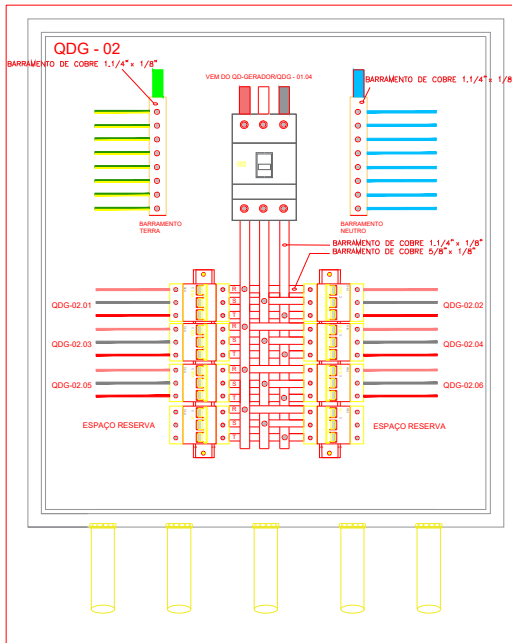 QDG - 02
BARRAMENTO DE COBRE 1.1/4" x 1/8"
VEM DO QD-GERADOR/QDG - 01.04
BARRAMENTO DE COBRE 1.1/4" x 1/8"
BARRAMENTO
TERRA
BARRAMENTO
NEUTRO
BARRAMENTO DE COBRE 1.1/4" x 1/8"
BARRAMENTO DE COBRE 5/8" x 1/8"
R
S
T
QDG-02.01
QDG-02.02
R
S
T
QDG-02.03
QDG-02.04
R
S
T
QDG-02.05
QDG-02.06
R
S
T
ESPAÇO RESERVA
ESPAÇO RESERVA